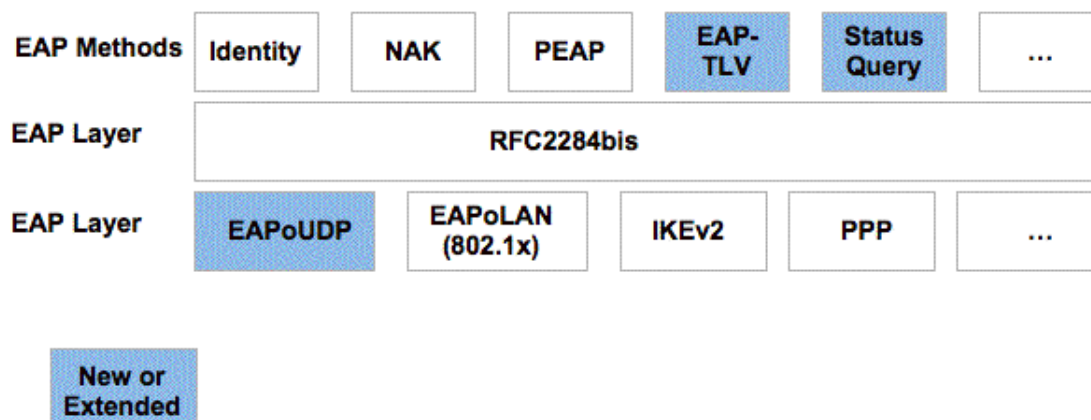 EAP Methods
Identity
NAK
PEAP
EAP-
TLV
Status
Query
...
EAP Layer
RFC2284bis
EAP Layer
EAPoUDP
EAPoLAN
(802.1x)
IKEv2
PPP
...
New or
Extended